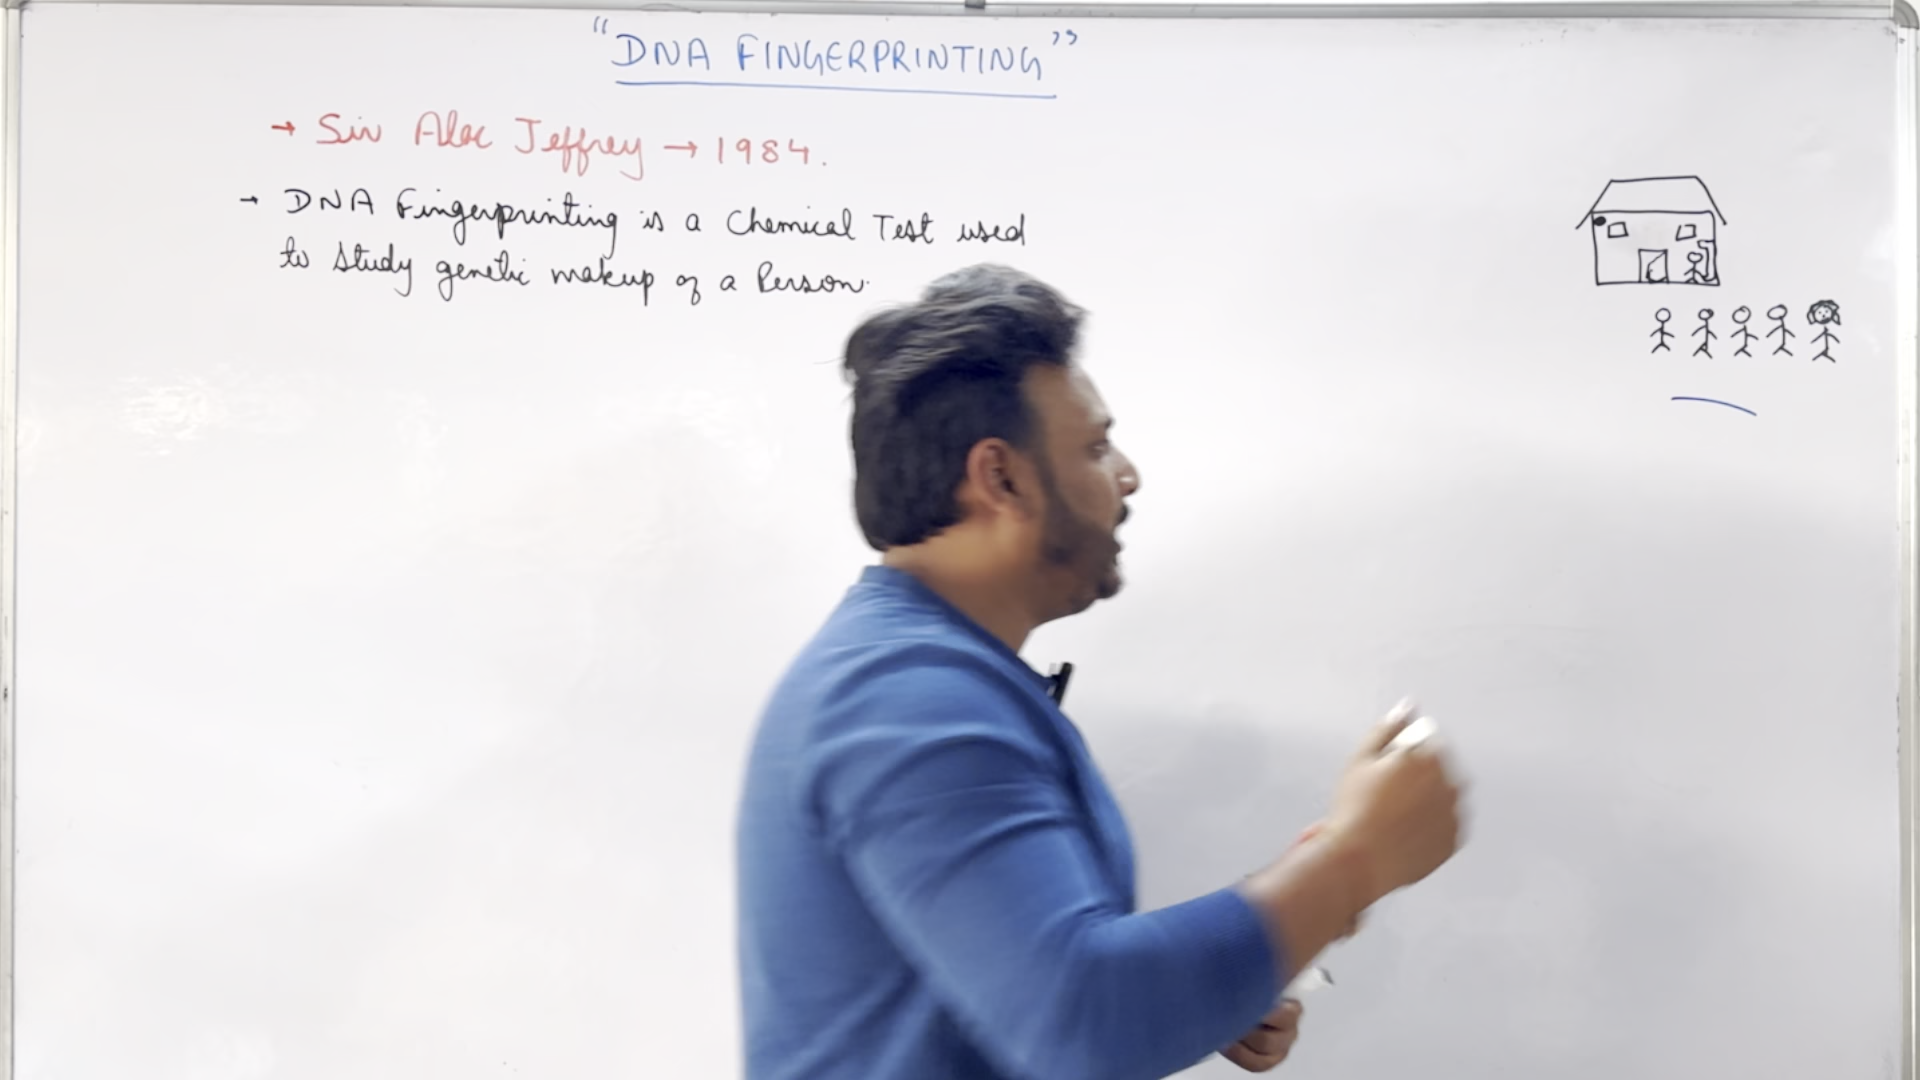 "DNA FINGERPRINTING"
→ Sir Alec Jeffrey → 1984.
→ DNA Fingerprinting is a Chemical Test used
to study genetic makeup of a Person.